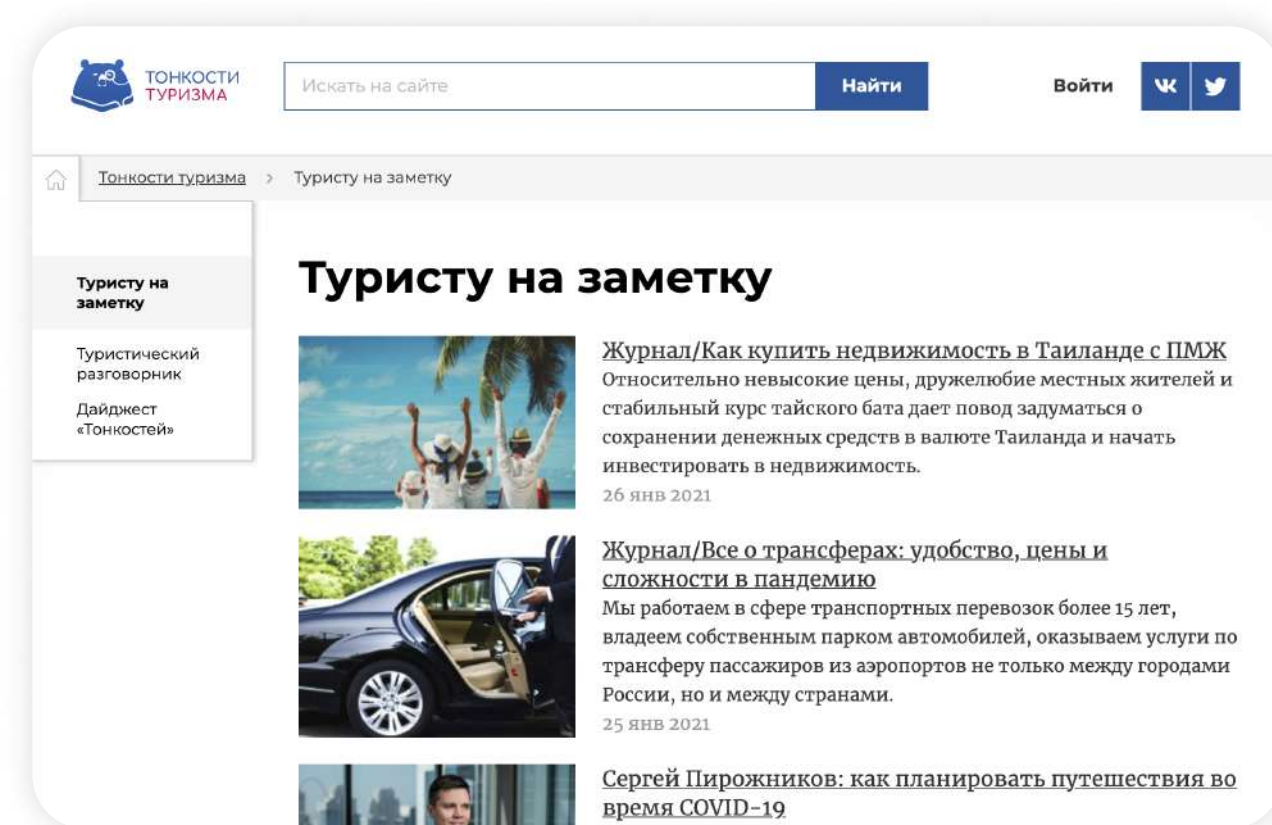 ТОНКОСТИ
ТУРИЗМА
Искать на сайте
Найти
Войти
Тонкости туризма > Туристу на заметку
Туристу на
заметку
Туристический
разговорник
Дайджест
«Тонкостей»
Туристу на заметку
Журнал/Как купить недвижимость в Таиланде с ПМЖ
Относительно невысокие цены, дружелюбие местных жителей и
стабильный курс тайского бата дает повод задуматься о
сохранении денежных средств в валюте Таиланда и начать
инвестировать в недвижимость.
26 янв 2021
Журнал/Все о трансферах: удобство, цены и
сложности в пандемию
Мы работаем в сфере транспортных перевозок более 15 лет,
владеем собственным парком автомобилей, оказываем услуги по
трансферу пассажиров из аэропортов не только между городами
России, но и между странами.
25 янв 2021
Сергей Пирожников: как планировать путешествия во
время COVID-19